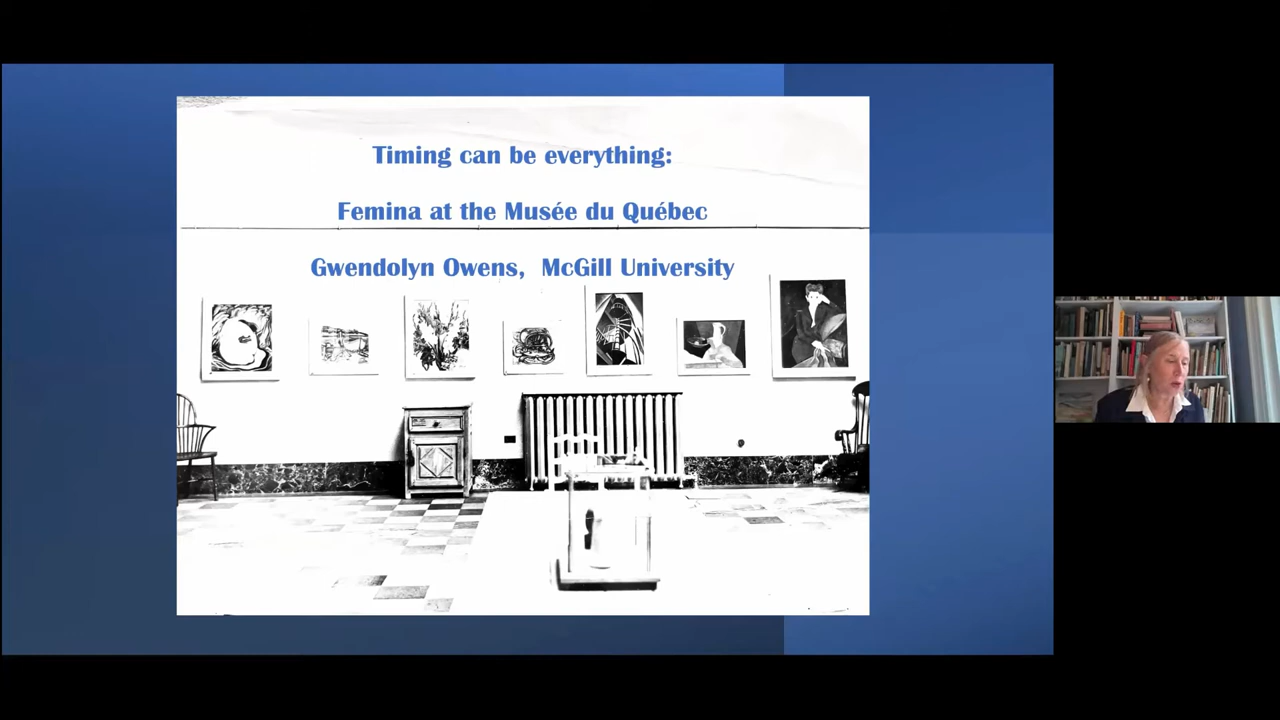 Timing can be everything:
Femina at the Musée du Québec
Gwendolyn Owens, McGill University